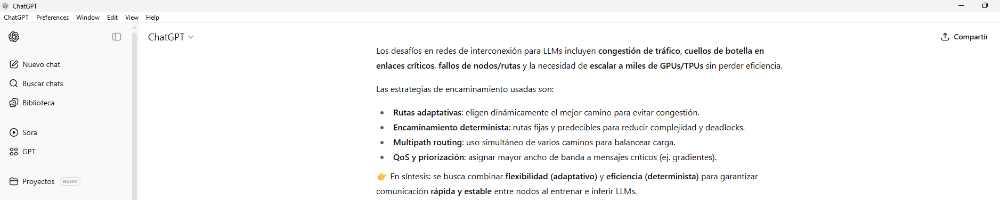 ChatGPT
ChatGPT Preferences Window Edit View Help
ChatGPT
Compartir
Nuevo chat
Buscar chats
Biblioteca
Sora
GPT
Proyectos NUEVO
Los desafíos en redes de interconexión para LLMs incluyen congestión de tráfico, cuellos de botella en
enlaces críticos, fallos de nodos/rutas y la necesidad de escalar a miles de GPUs/TPUs sin perder eficiencia.
Las estrategias de encaminamiento usadas son:
• Rutas adaptativas: eligen dinámicamente el mejor camino para evitar congestión.
• Encaminamiento determinista: rutas fijas y predecibles para reducir complejidad y deadlocks.
• Multipath routing: uso simultáneo de varios caminos para balancear carga.
• QoS y priorización: asignar mayor ancho de banda a mensajes críticos (ej. gradientes).
👉 En síntesis: se busca combinar flexibilidad (adaptativo) y eficiencia (determinista) para garantizar
comunicación rápida y estable entre nodos al entrenar e inferir LLMs.